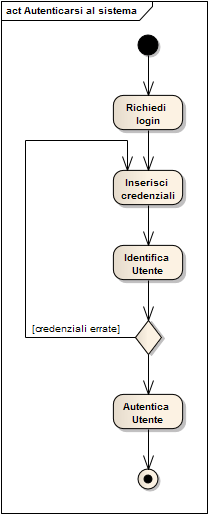 act Autenticarsi al sistema
Richiedi
login
Inserisci
credenziali
Identifica
Utente
[credenziali errate]
Autentica
Utente